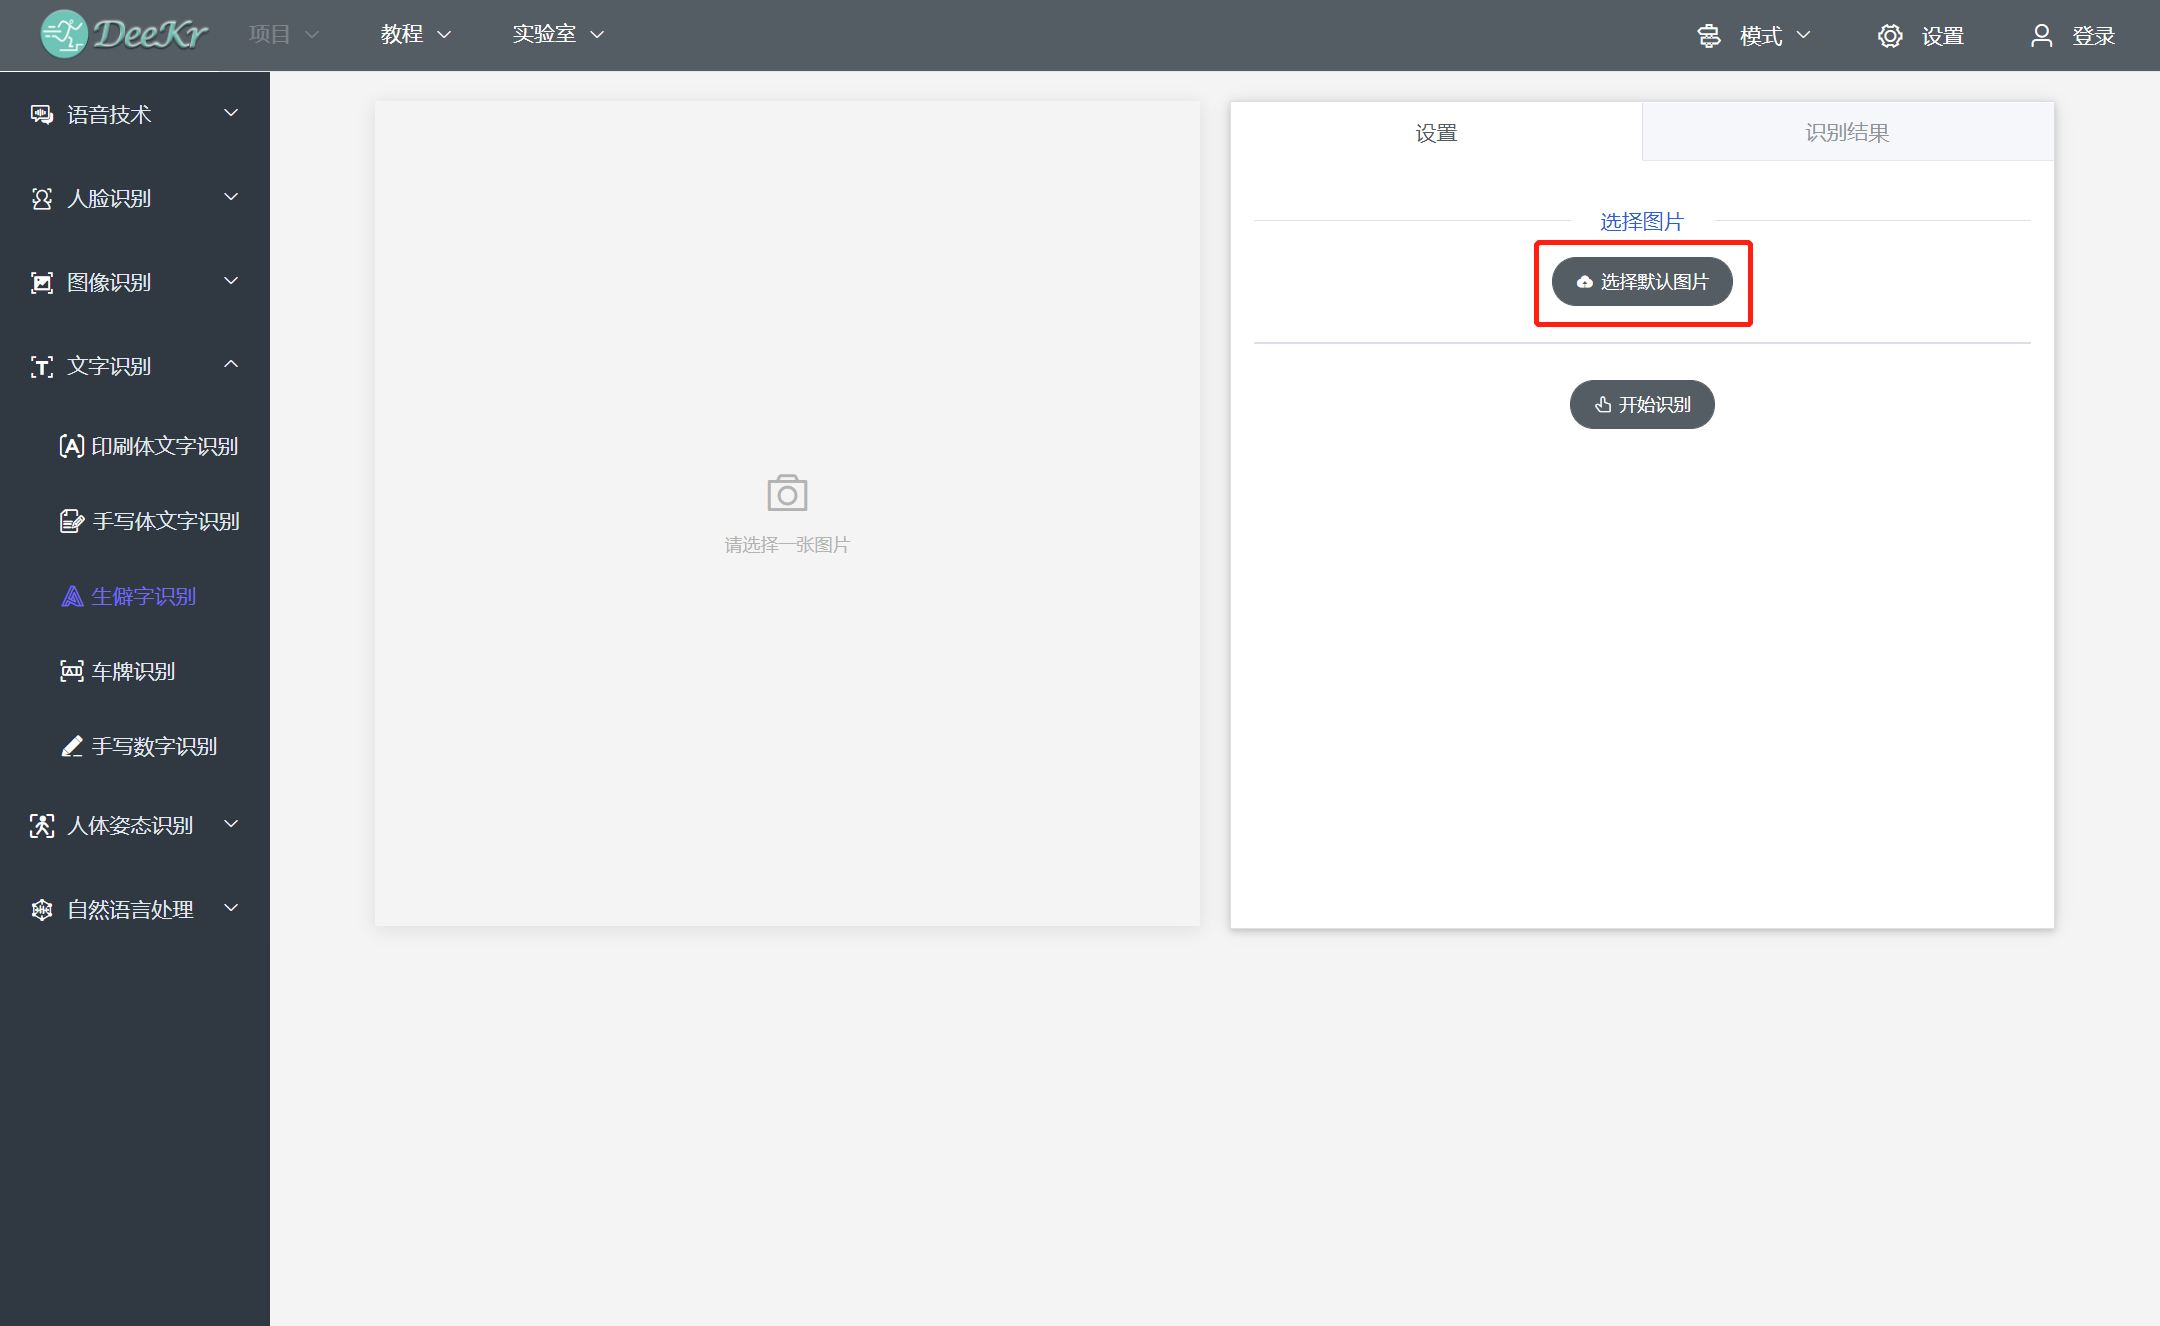 DeeKr 项目 教程 实验室 模式 设置 登录
语音技术
人脸识别
图像识别
文字识别
印刷体文字识别
手写体文字识别
生僻字识别
车牌识别
手写数字识别
人体姿态识别
自然语言处理
请选择一张图片
设置 识别结果
选择图片
选择默认图片
开始识别